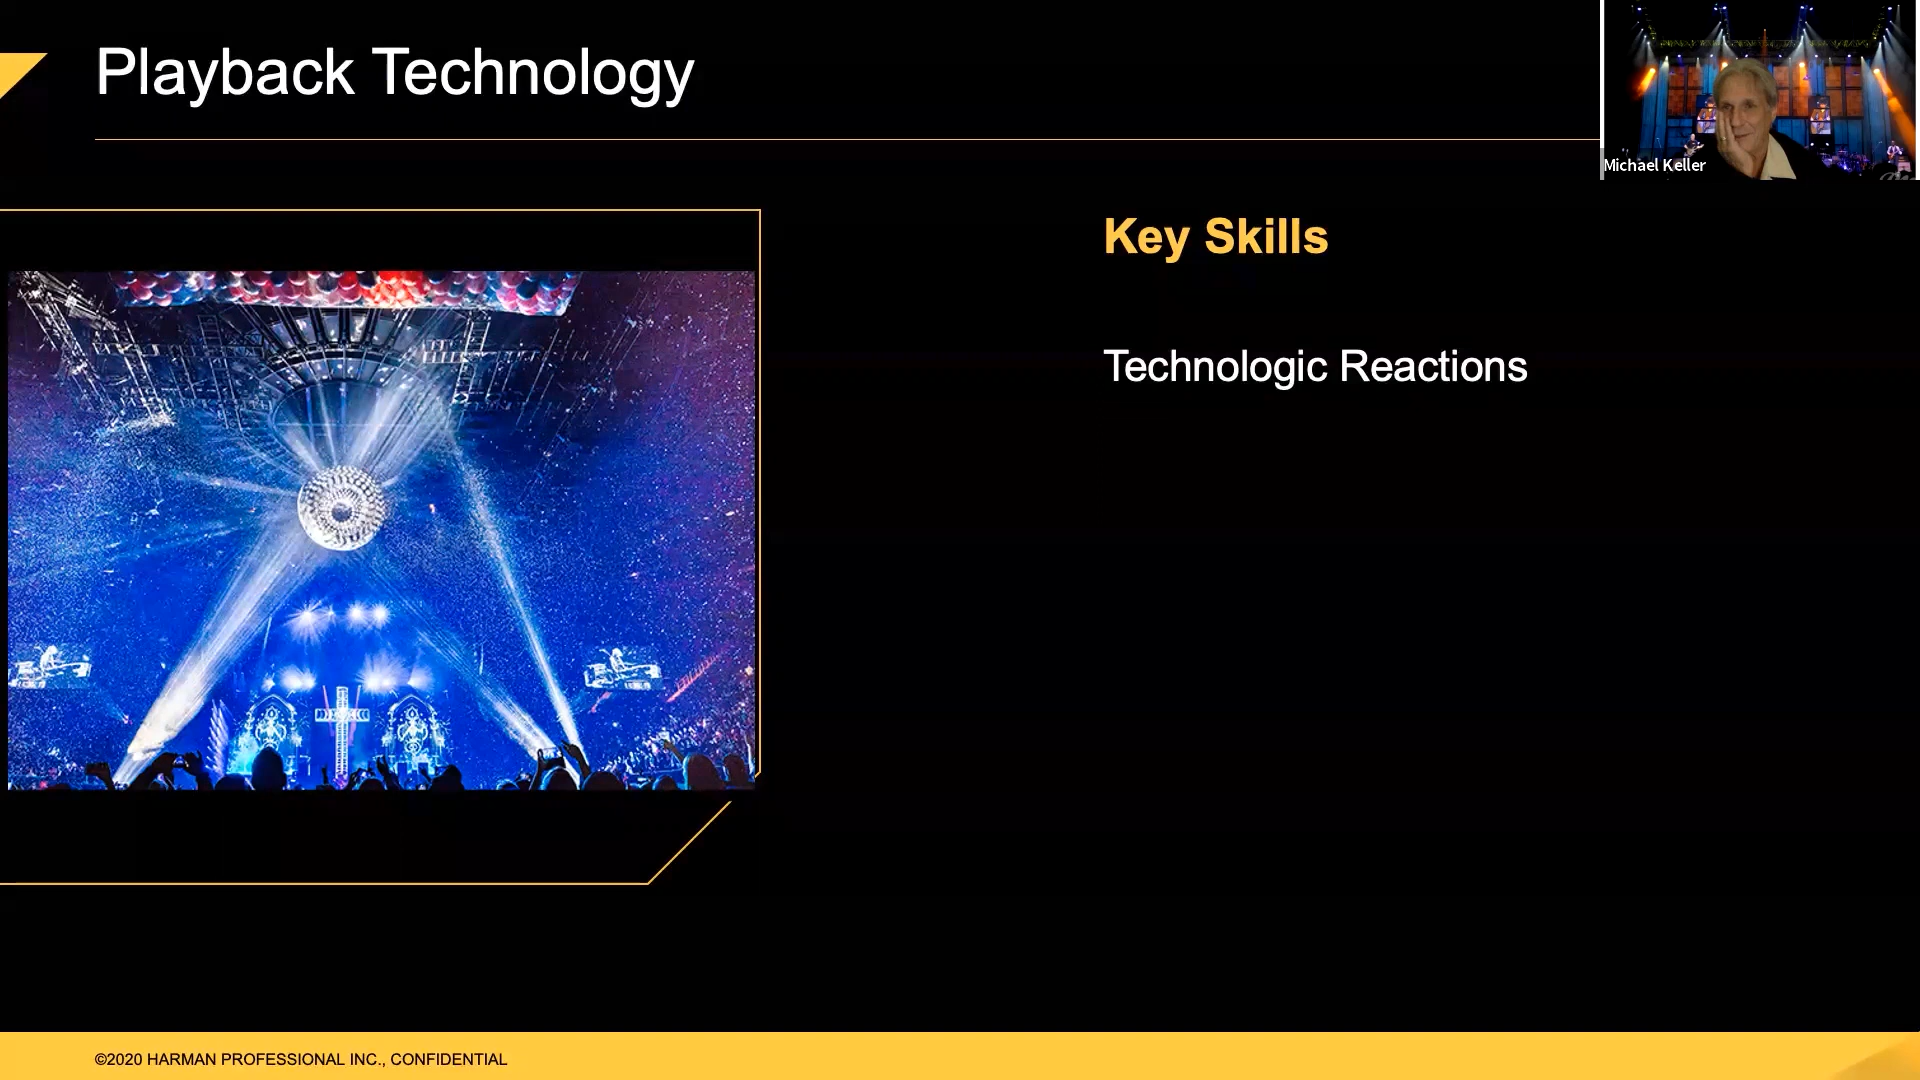 Playback Technology
Michael Keller
Key Skills
Technologic Reactions
©2020 HARMAN PROFESSIONAL INC., CONFIDENTIAL